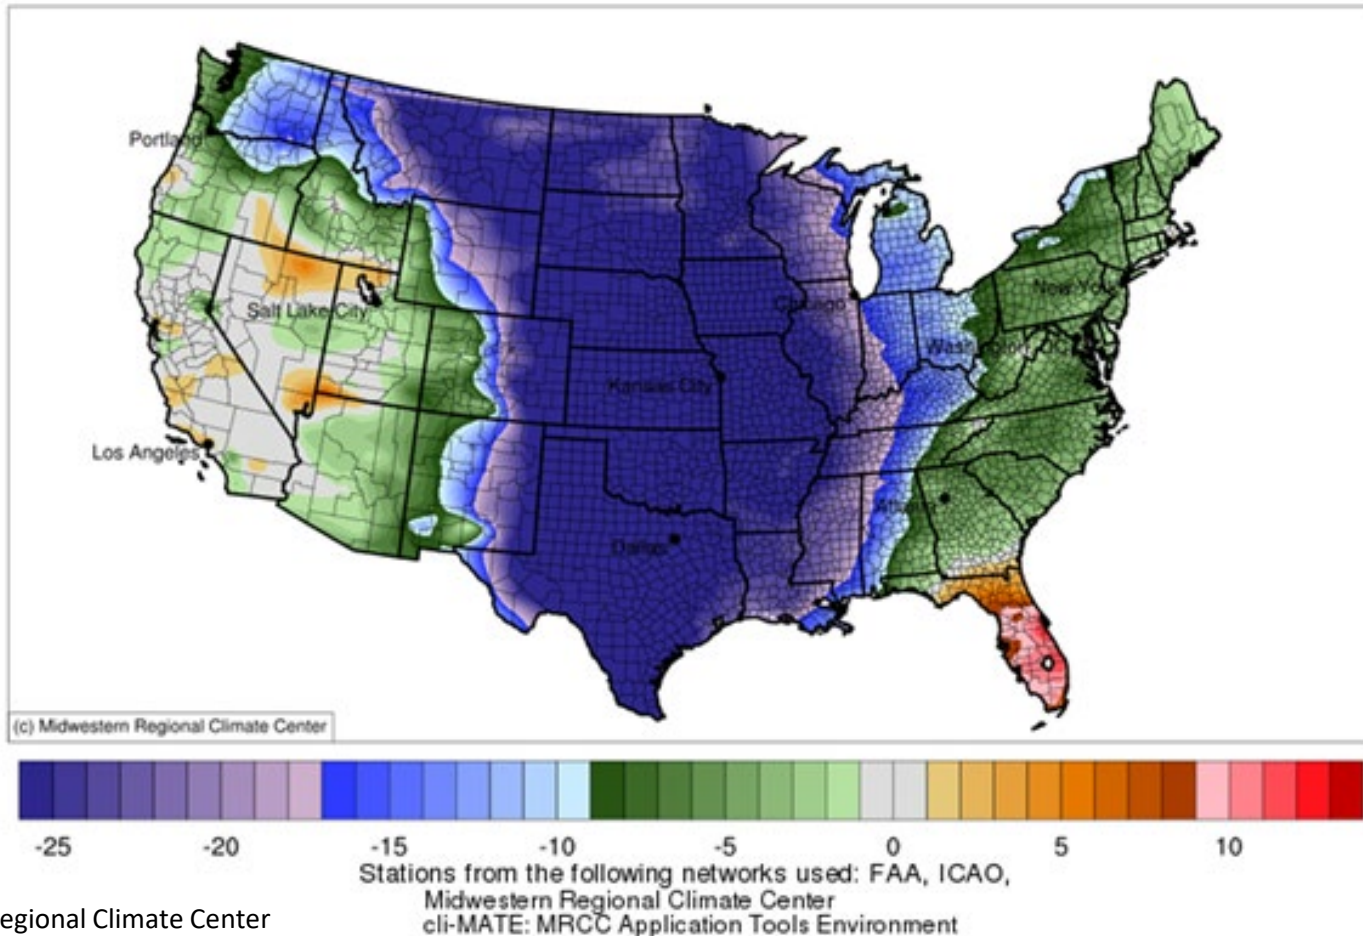 Portland
Salt Lake City
Chicago
New York
Washington DC
Kansas City
Los Angeles
Atlanta
Dallas
(c) Midwestern Regional Climate Center
-25 -20 -15 -10 -5 0 5 10
Stations from the following networks used: FAA, ICAO,
Midwestern Regional Climate Center
egional Climate Center
cli-MATE: MRCC Application Tools Environment